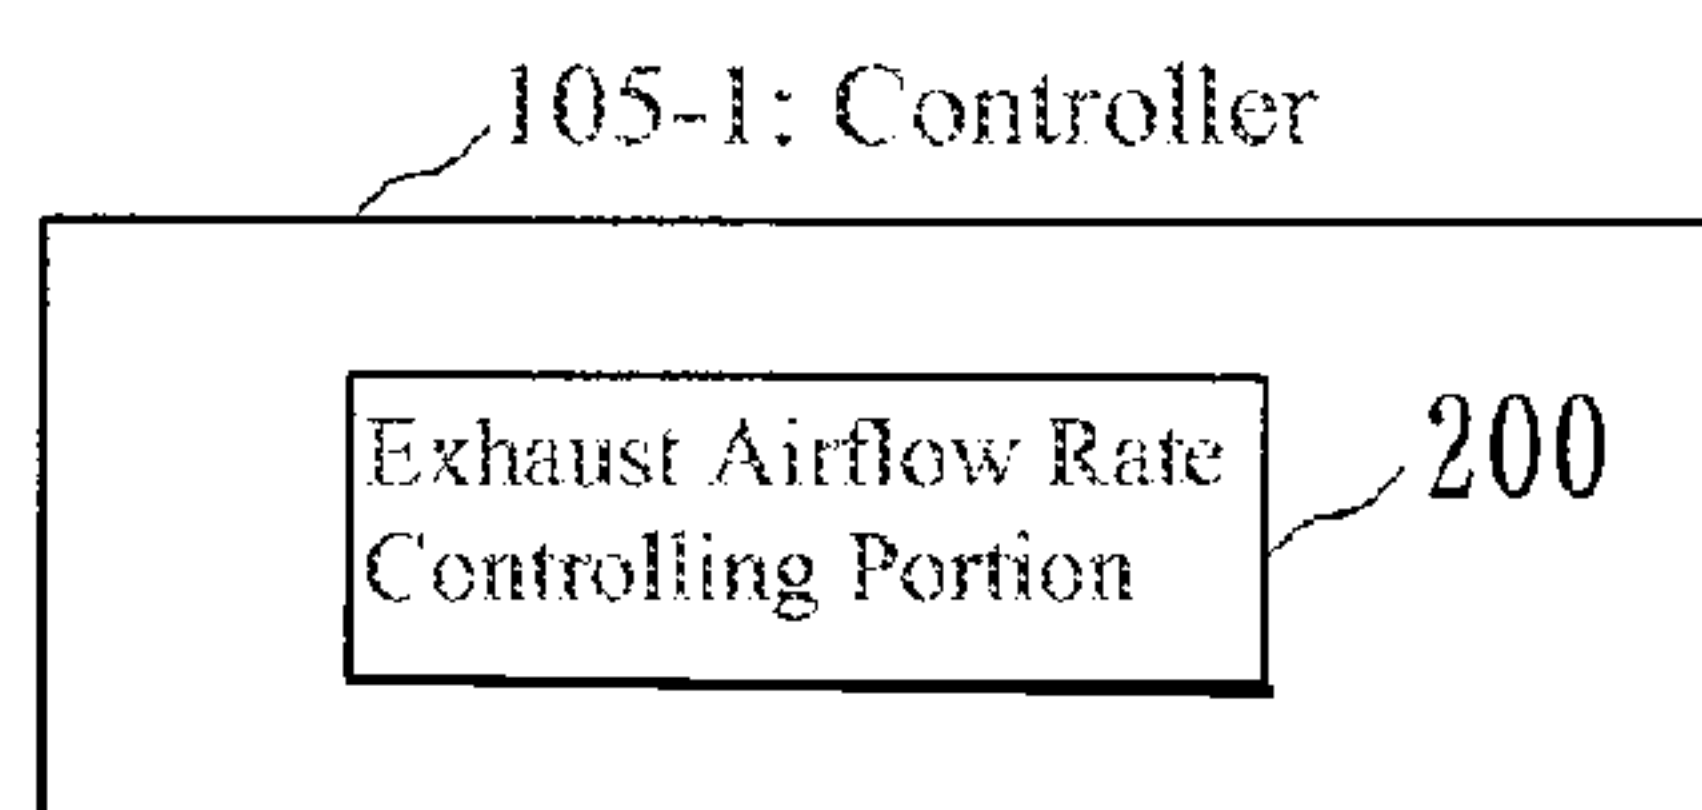 105-1: Controller
Exhaust Airflow Rate
Controlling Portion
200